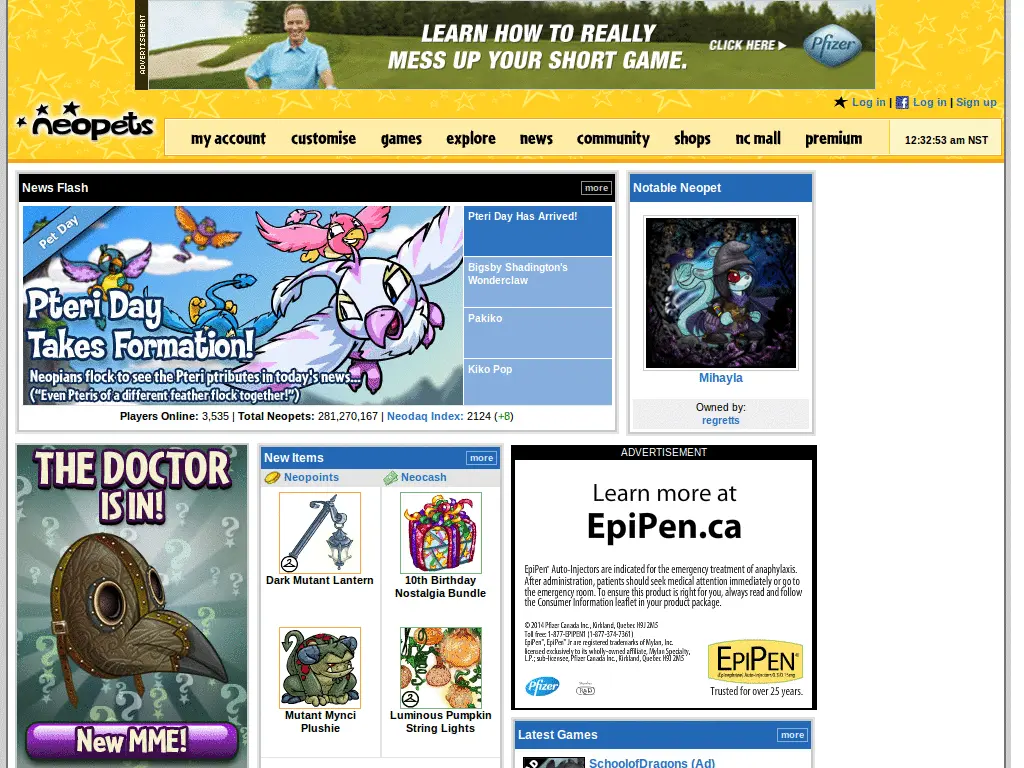 ADVERTISEMENT
LEARN HOW TO REALLY
MESS UP YOUR SHORT GAME.
CLICK HERE
Pfizer
Log in | Log in | Sign up
neopets
my account customise games explore news community shops nc mall premium
12:32:53 am NST
News Flash
more
Pet Day
Pteri Day
Takes Formation!
Neopians flock to see the Pteri ptributes in today's news...
("Even Pteris of a different feather flock together!")
Pteri Day Has Arrived!
Bigsby Shadington's
Wonderclaw
Pakiko
Kiko Pop
Players Online: 3,535 | Total Neopets: 281,270,167 | Neodaq Index: 2124 (+8)
Notable Neopet
Mihayla
Owned by:
regretts
THE DOCTOR
IS IN!
New MME!
New Items
more
Neopoints
Neocash
Dark Mutant Lantern
10th Birthday
Nostalgia Bundle
Mutant Mynci
Plushie
Luminous Pumpkin
String Lights
ADVERTISEMENT
Learn more at
EpiPen.ca
EpiPen® Auto-Injectors are indicated for the emergency treatment of anaphylaxis.
After administration, patients should seek medical attention immediately or go to
the emergency room. To ensure this product is right for you, always read and follow
the Consumer Information leaflet in your product package.
© 2014 Pfizer Canada Inc., Kirkland, Quebec H9J 2M5
Toll free: 1-877-EPIPEN1 (1-877-374-7361)
EpiPen®, EpiPen® Jr are registered trademarks of Mylan, Inc.
licensed exclusively to its wholly-owned affiliate, Mylan Specialty,
L.P.; sub-licensee, Pfizer Canada Inc., Kirkland, Quebec H9J 2M5
Pfizer
R&D
EPIPEN®
Trusted for over 25 years.
Latest Games
more
SchoolofDragons (Ad)